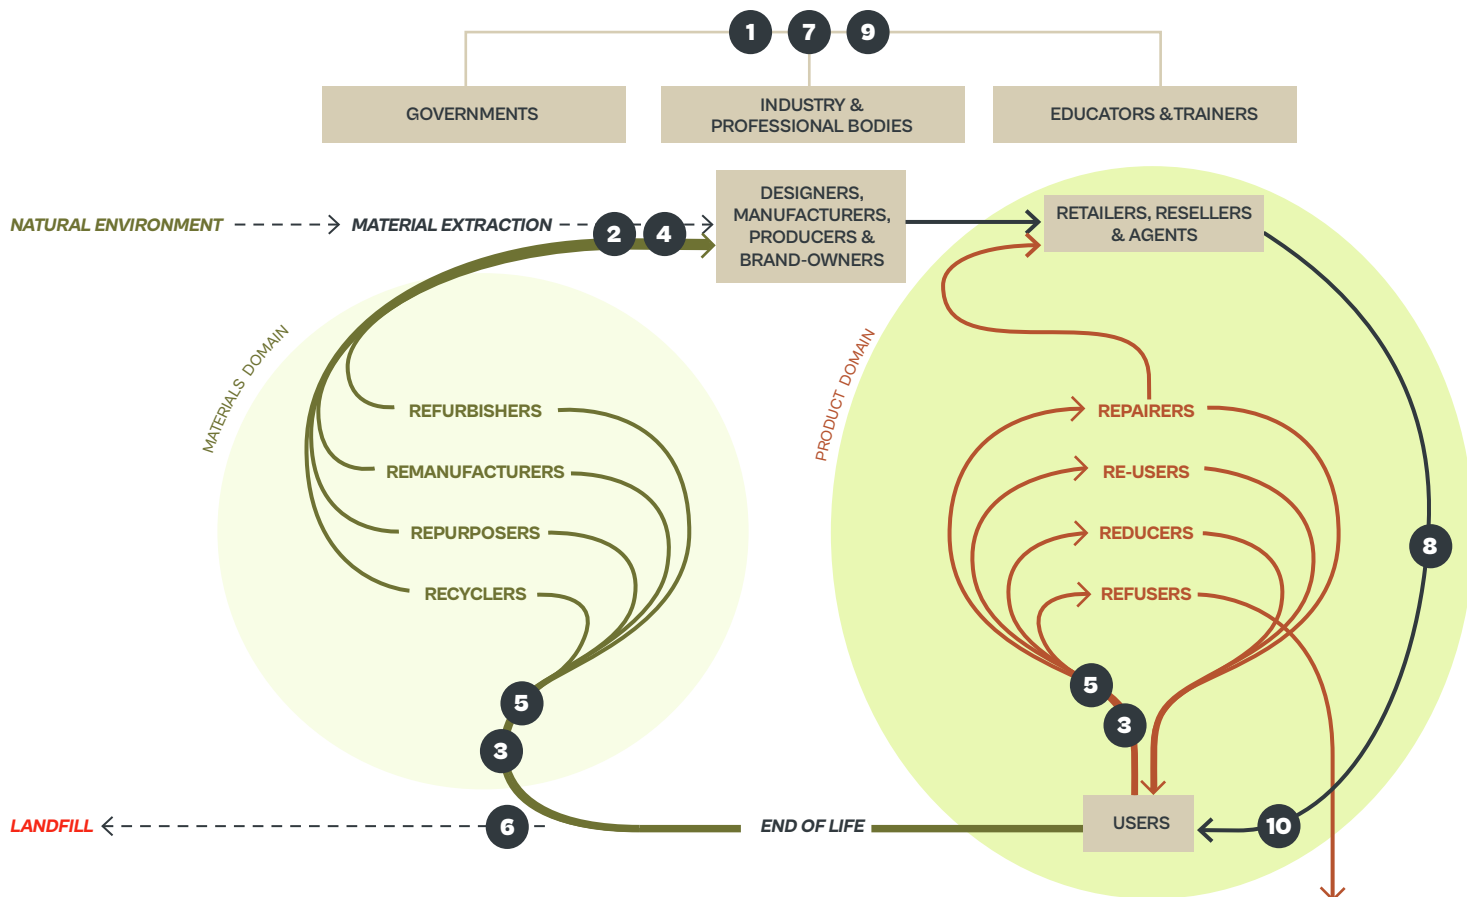 1 7 9
GOVERNMENTS
INDUSTRY &
PROFESSIONAL BODIES
EDUCATORS &TRAINERS
NATURAL ENVIRONMENT
MATERIAL EXTRACTION
2 4
DESIGNERS,
MANUFACTURERS,
PRODUCERS &
BRAND-OWNERS
RETAILERS, RESELLERS
& AGENTS
MATERIALS DOMAIN
REFURBISHERS
REMANUFACTURERS
REPURPOSERS
RECYCLERS
5
3
PRODUCT DOMAIN
REPAIRERS
RE-USERS
REDUCERS
REFUSERS
5
3
8
LANDFILL
6
END OF LIFE
USERS
10